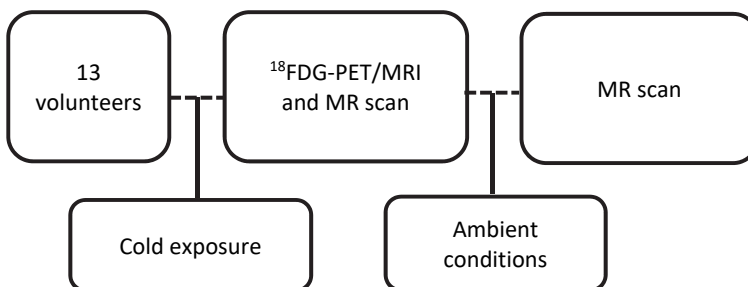 13
volunteers
¹⁸FDG-PET/MRI
and MR scan
MR scan
Cold exposure
Ambient
conditions